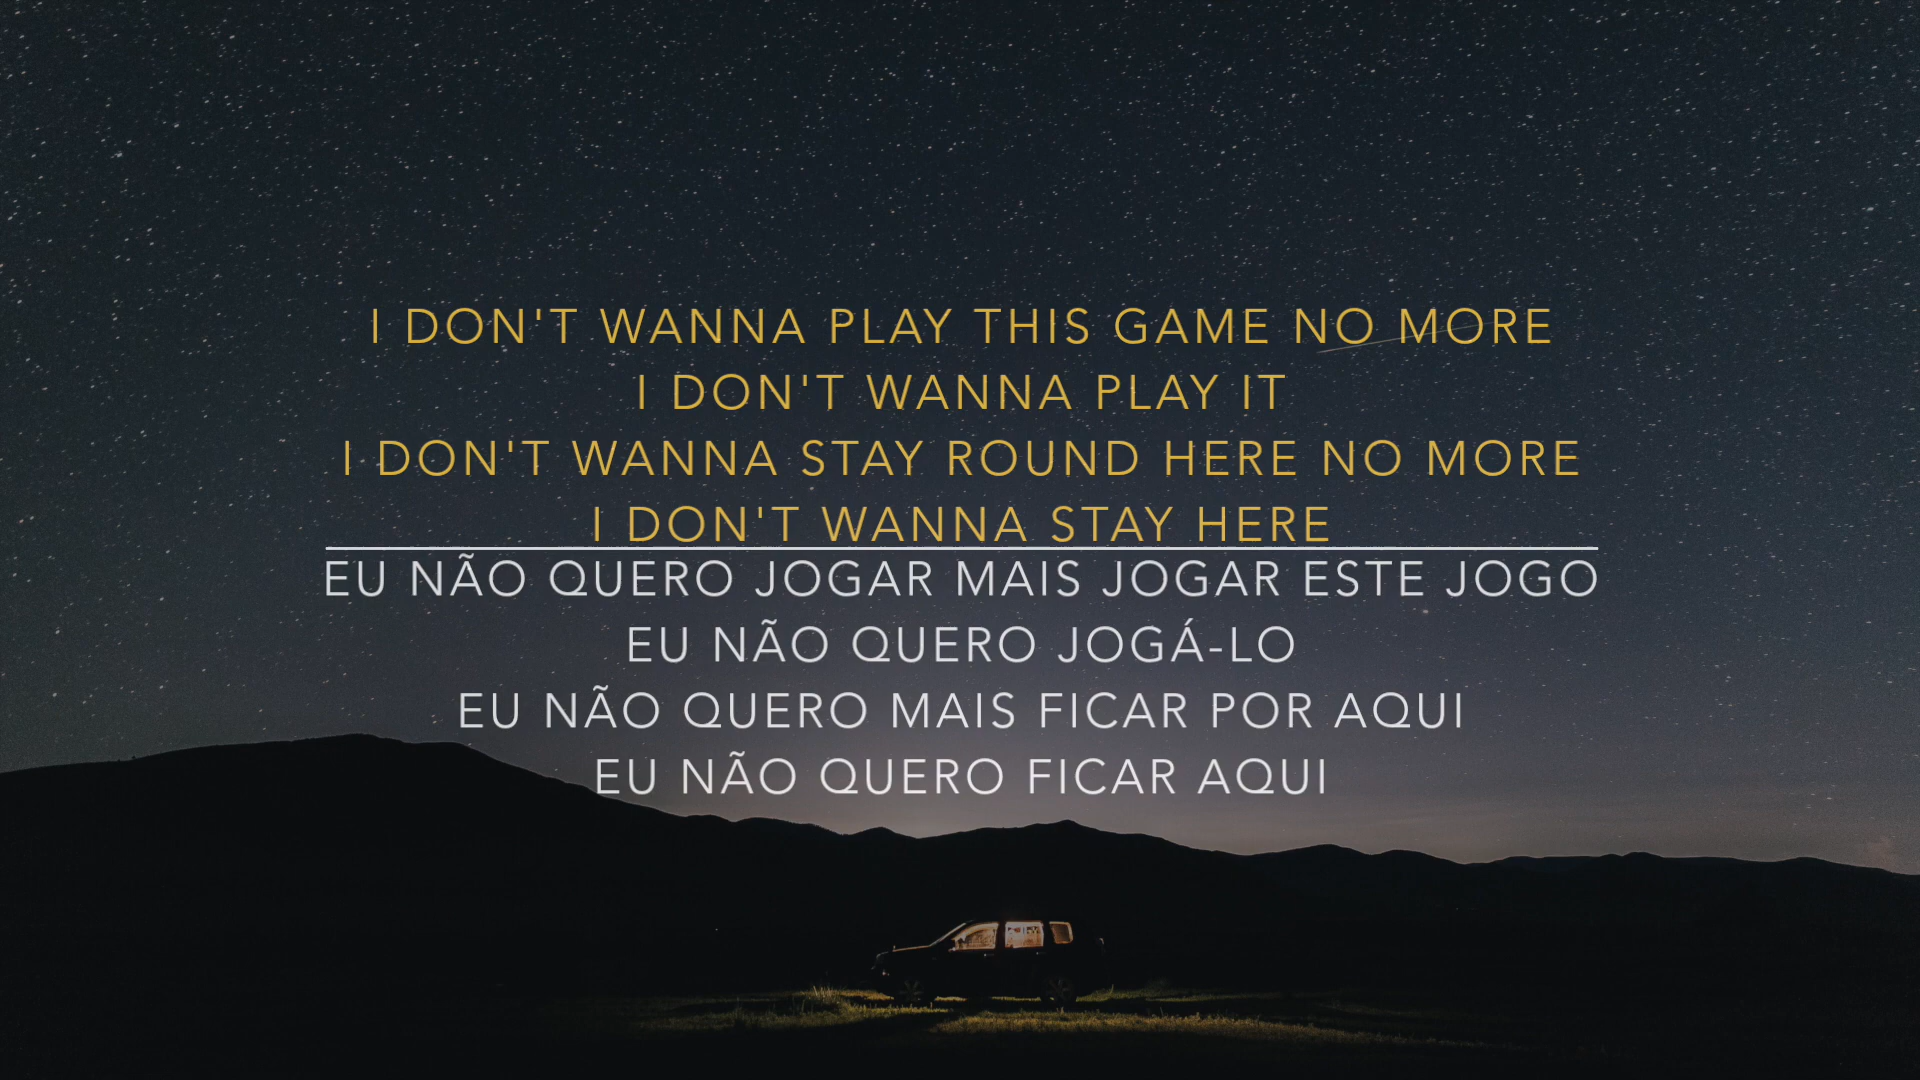 I DON'T WANNA PLAY THIS GAME NO MORE
I DON'T WANNA PLAY IT
I DON'T WANNA STAY ROUND HERE NO MORE
I DON'T WANNA STAY HERE
EU NÃO QUERO JOGAR MAIS JOGAR ESTE JOGO
EU NÃO QUERO JOGÁ-LO
EU NÃO QUERO MAIS FICAR POR AQUI
EU NÃO QUERO FICAR AQUI